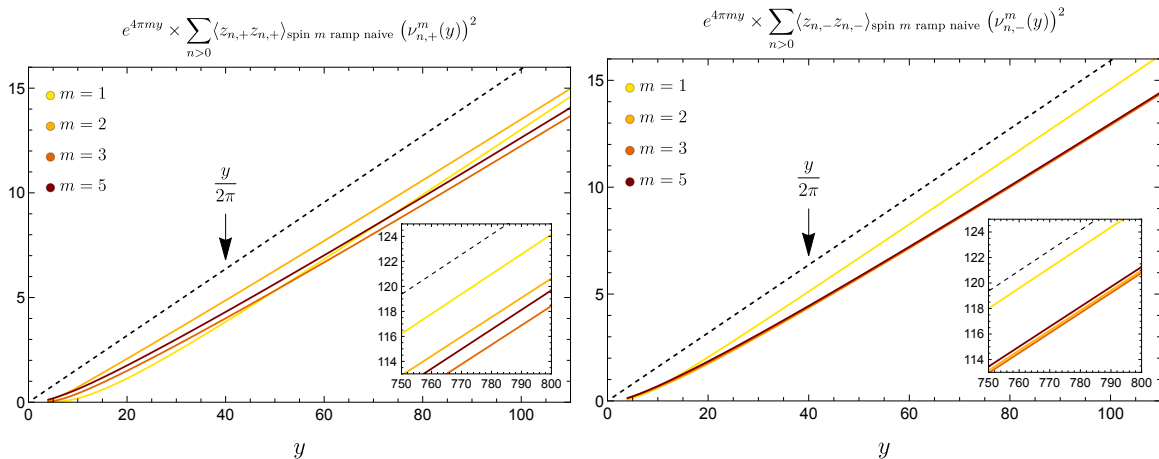 e^{4πmy} × ∑_{n>0} ⟨z_{n,+} z_{n,+}⟩_{spin m ramp naive} (ν^m_{n,+}(y))^2
15
10
5
0
0 20 40 60 80 100
m = 1
m = 2
m = 3
m = 5
y/2π
124
122
120
118
116
114
750 760 770 780 790 800
y
e^{4πmy} × ∑_{n>0} ⟨z_{n,−} z_{n,−}⟩_{spin m ramp naive} (ν^m_{n,−}(y))^2
15
10
5
0
0 20 40 60 80 100
m = 1
m = 2
m = 3
m = 5
y/2π
124
122
120
118
116
114
750 760 770 780 790 800
y